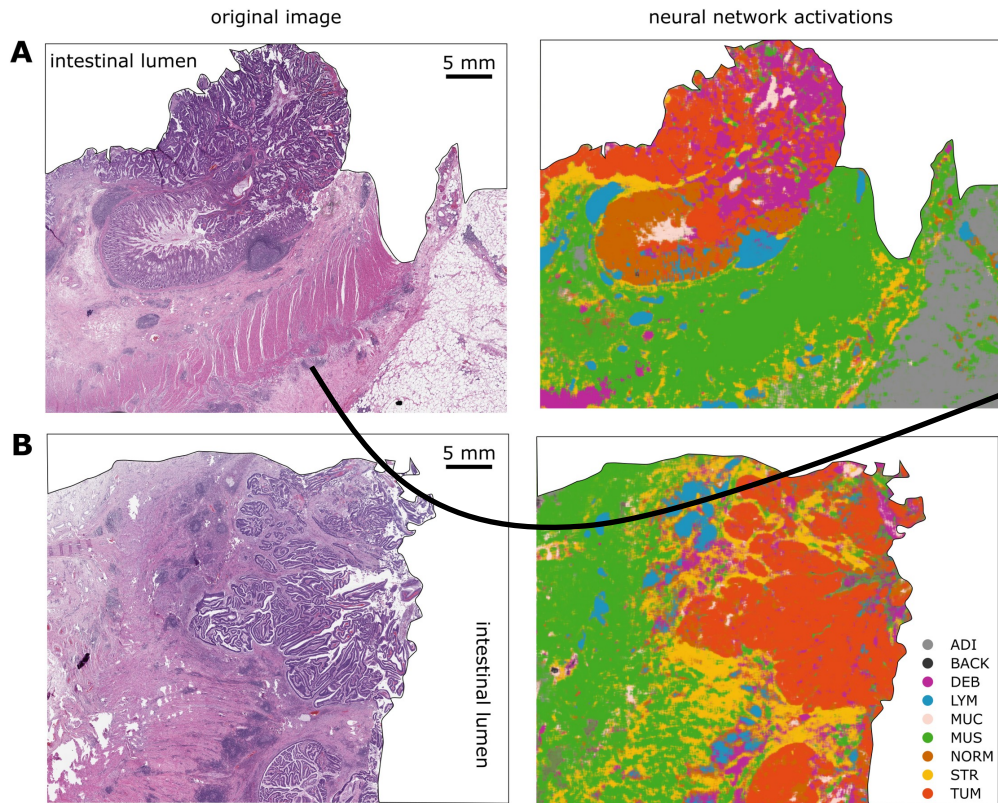 original image
neural network activations
A
intestinal lumen
5 mm
B
5 mm
intestinal lumen
ADI
BACK
DEB
LYM
MUC
MUS
NORM
STR
TUM